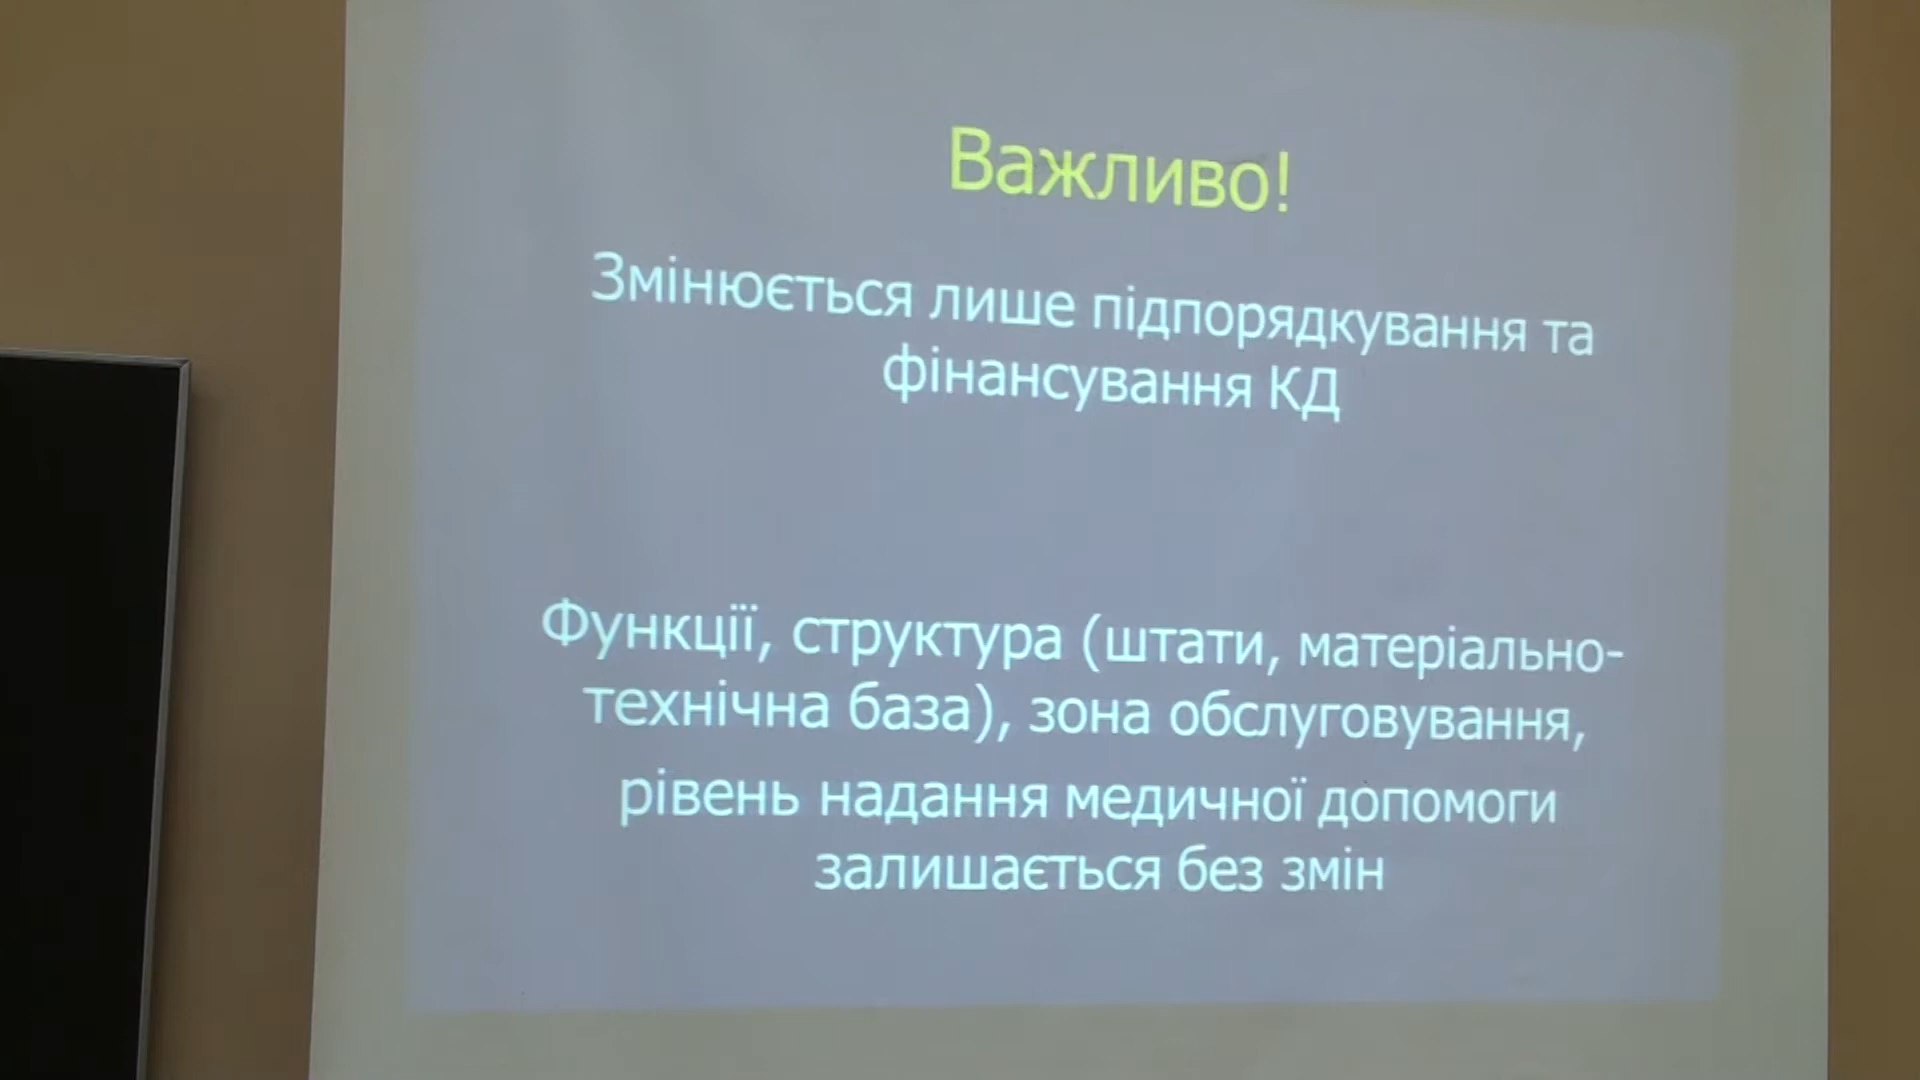 Важливо!
Змінюється лише підпорядкування та
фінансування КД
Функції, структура (штати, матеріально-
технічна база), зона обслуговування,
рівень надання медичної допомоги
залишається без змін